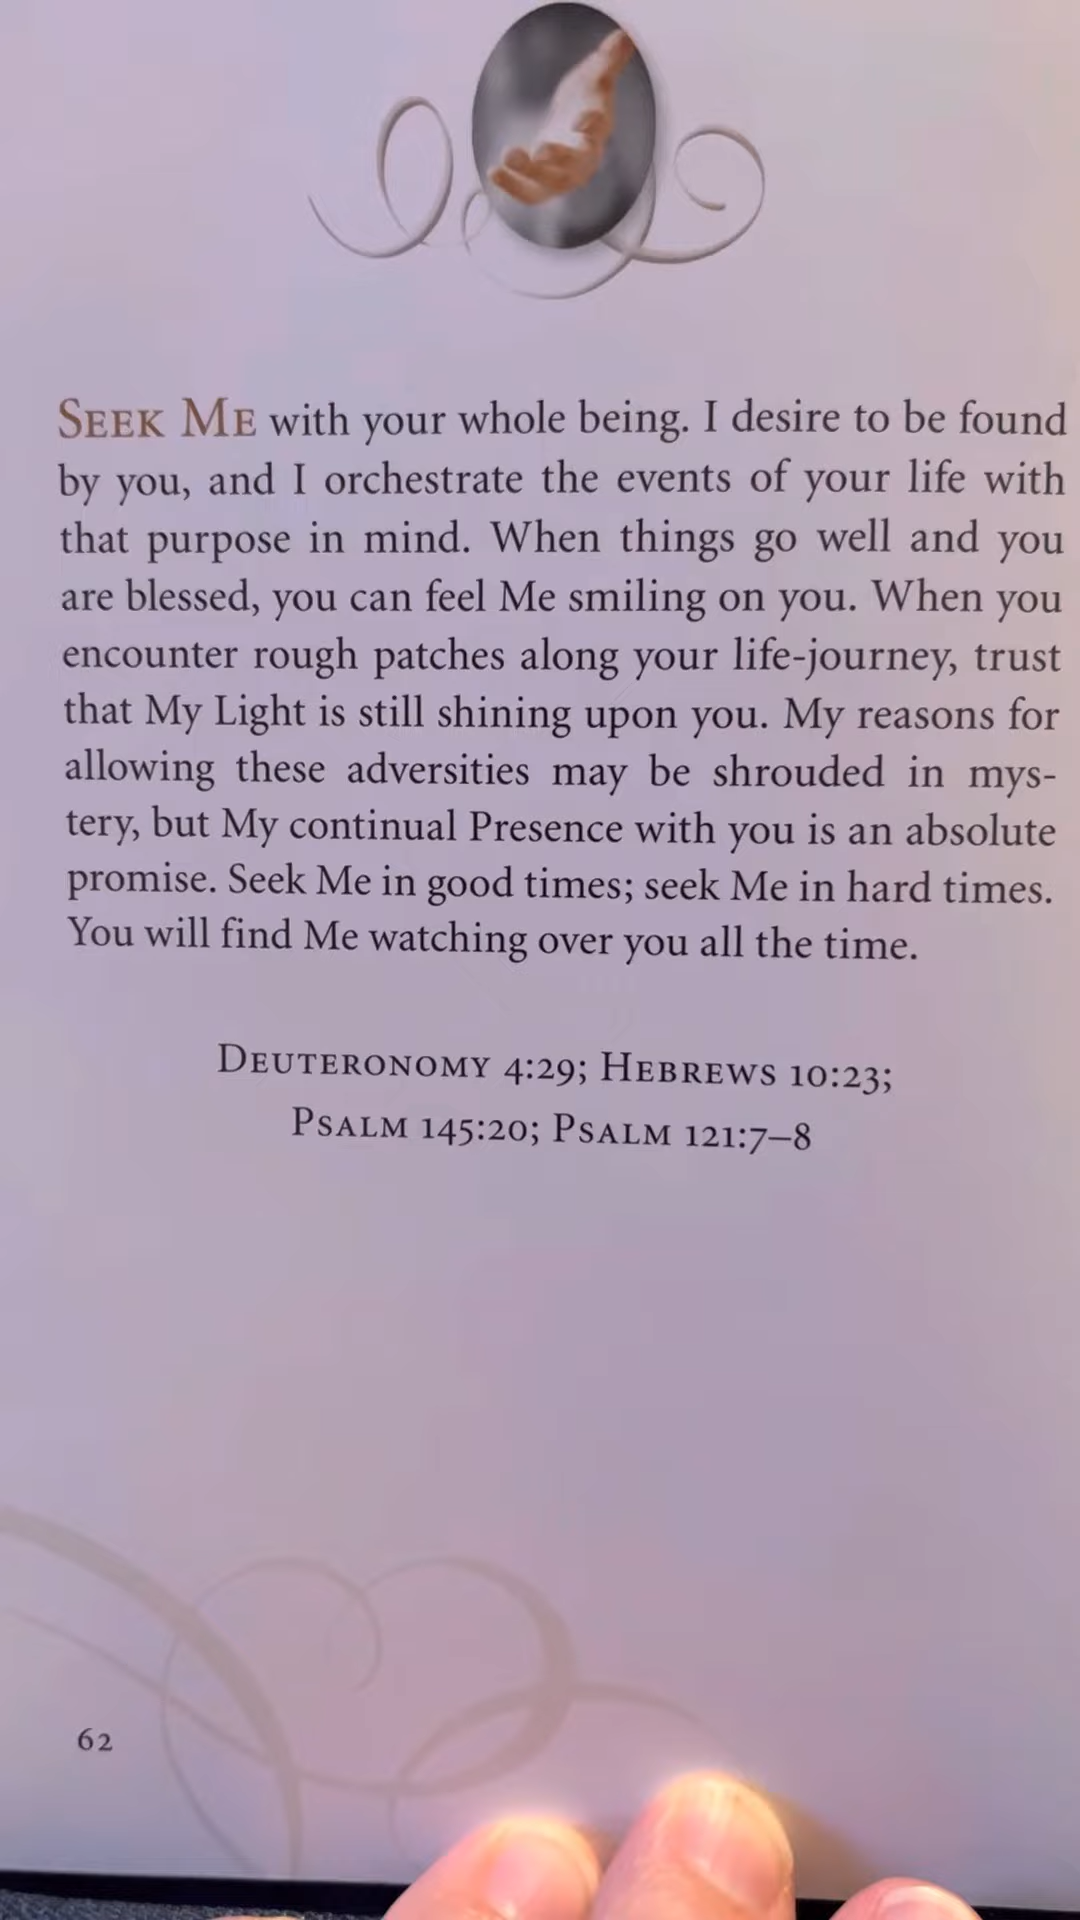 Seek Me with your whole being. I desire to be found
by you, and I orchestrate the events of your life with
that purpose in mind. When things go well and you
are blessed, you can feel Me smiling on you. When you
encounter rough patches along your life-journey, trust
that My Light is still shining upon you. My reasons for
allowing these adversities may be shrouded in mys-
tery, but My continual Presence with you is an absolute
promise. Seek Me in good times; seek Me in hard times.
You will find Me watching over you all the time.
Deuteronomy 4:29; Hebrews 10:23;
Psalm 145:20; Psalm 121:7–8
62